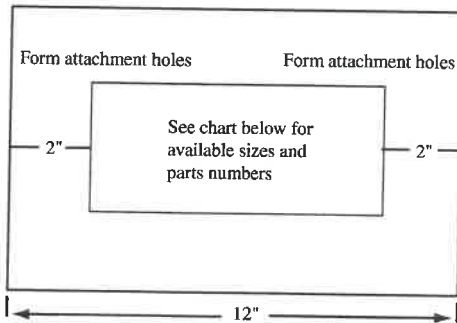 Form attachment holes
Form attachment holes
See chart below for
available sizes and
parts numbers
2"
2"
12"